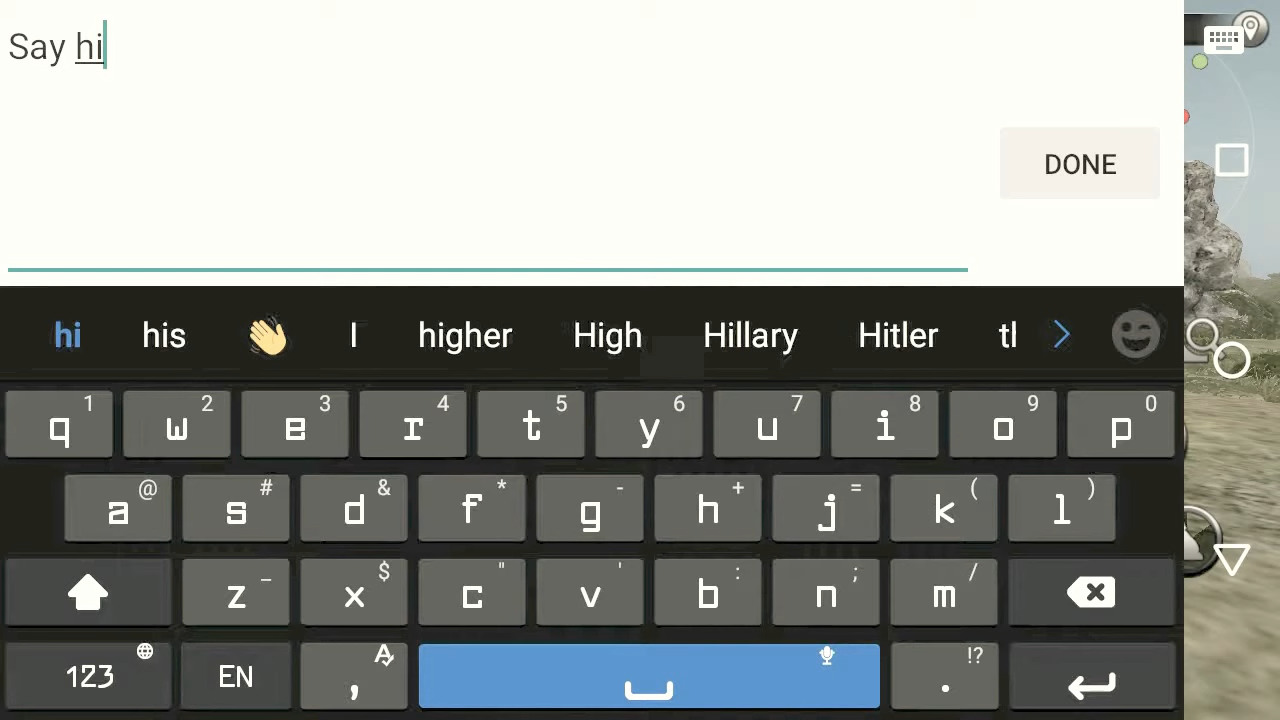 Say hi
DONE
hi his I higher High Hillary Hitler tl
q 1 w 2 e 3 r 4 t 5 y 6 u 7 i 8 o 9 p 0
a @ s # d & f * g - h + j = k ( l )
z _ x $ c " v ' b : n ; m /
123 EN , . !?